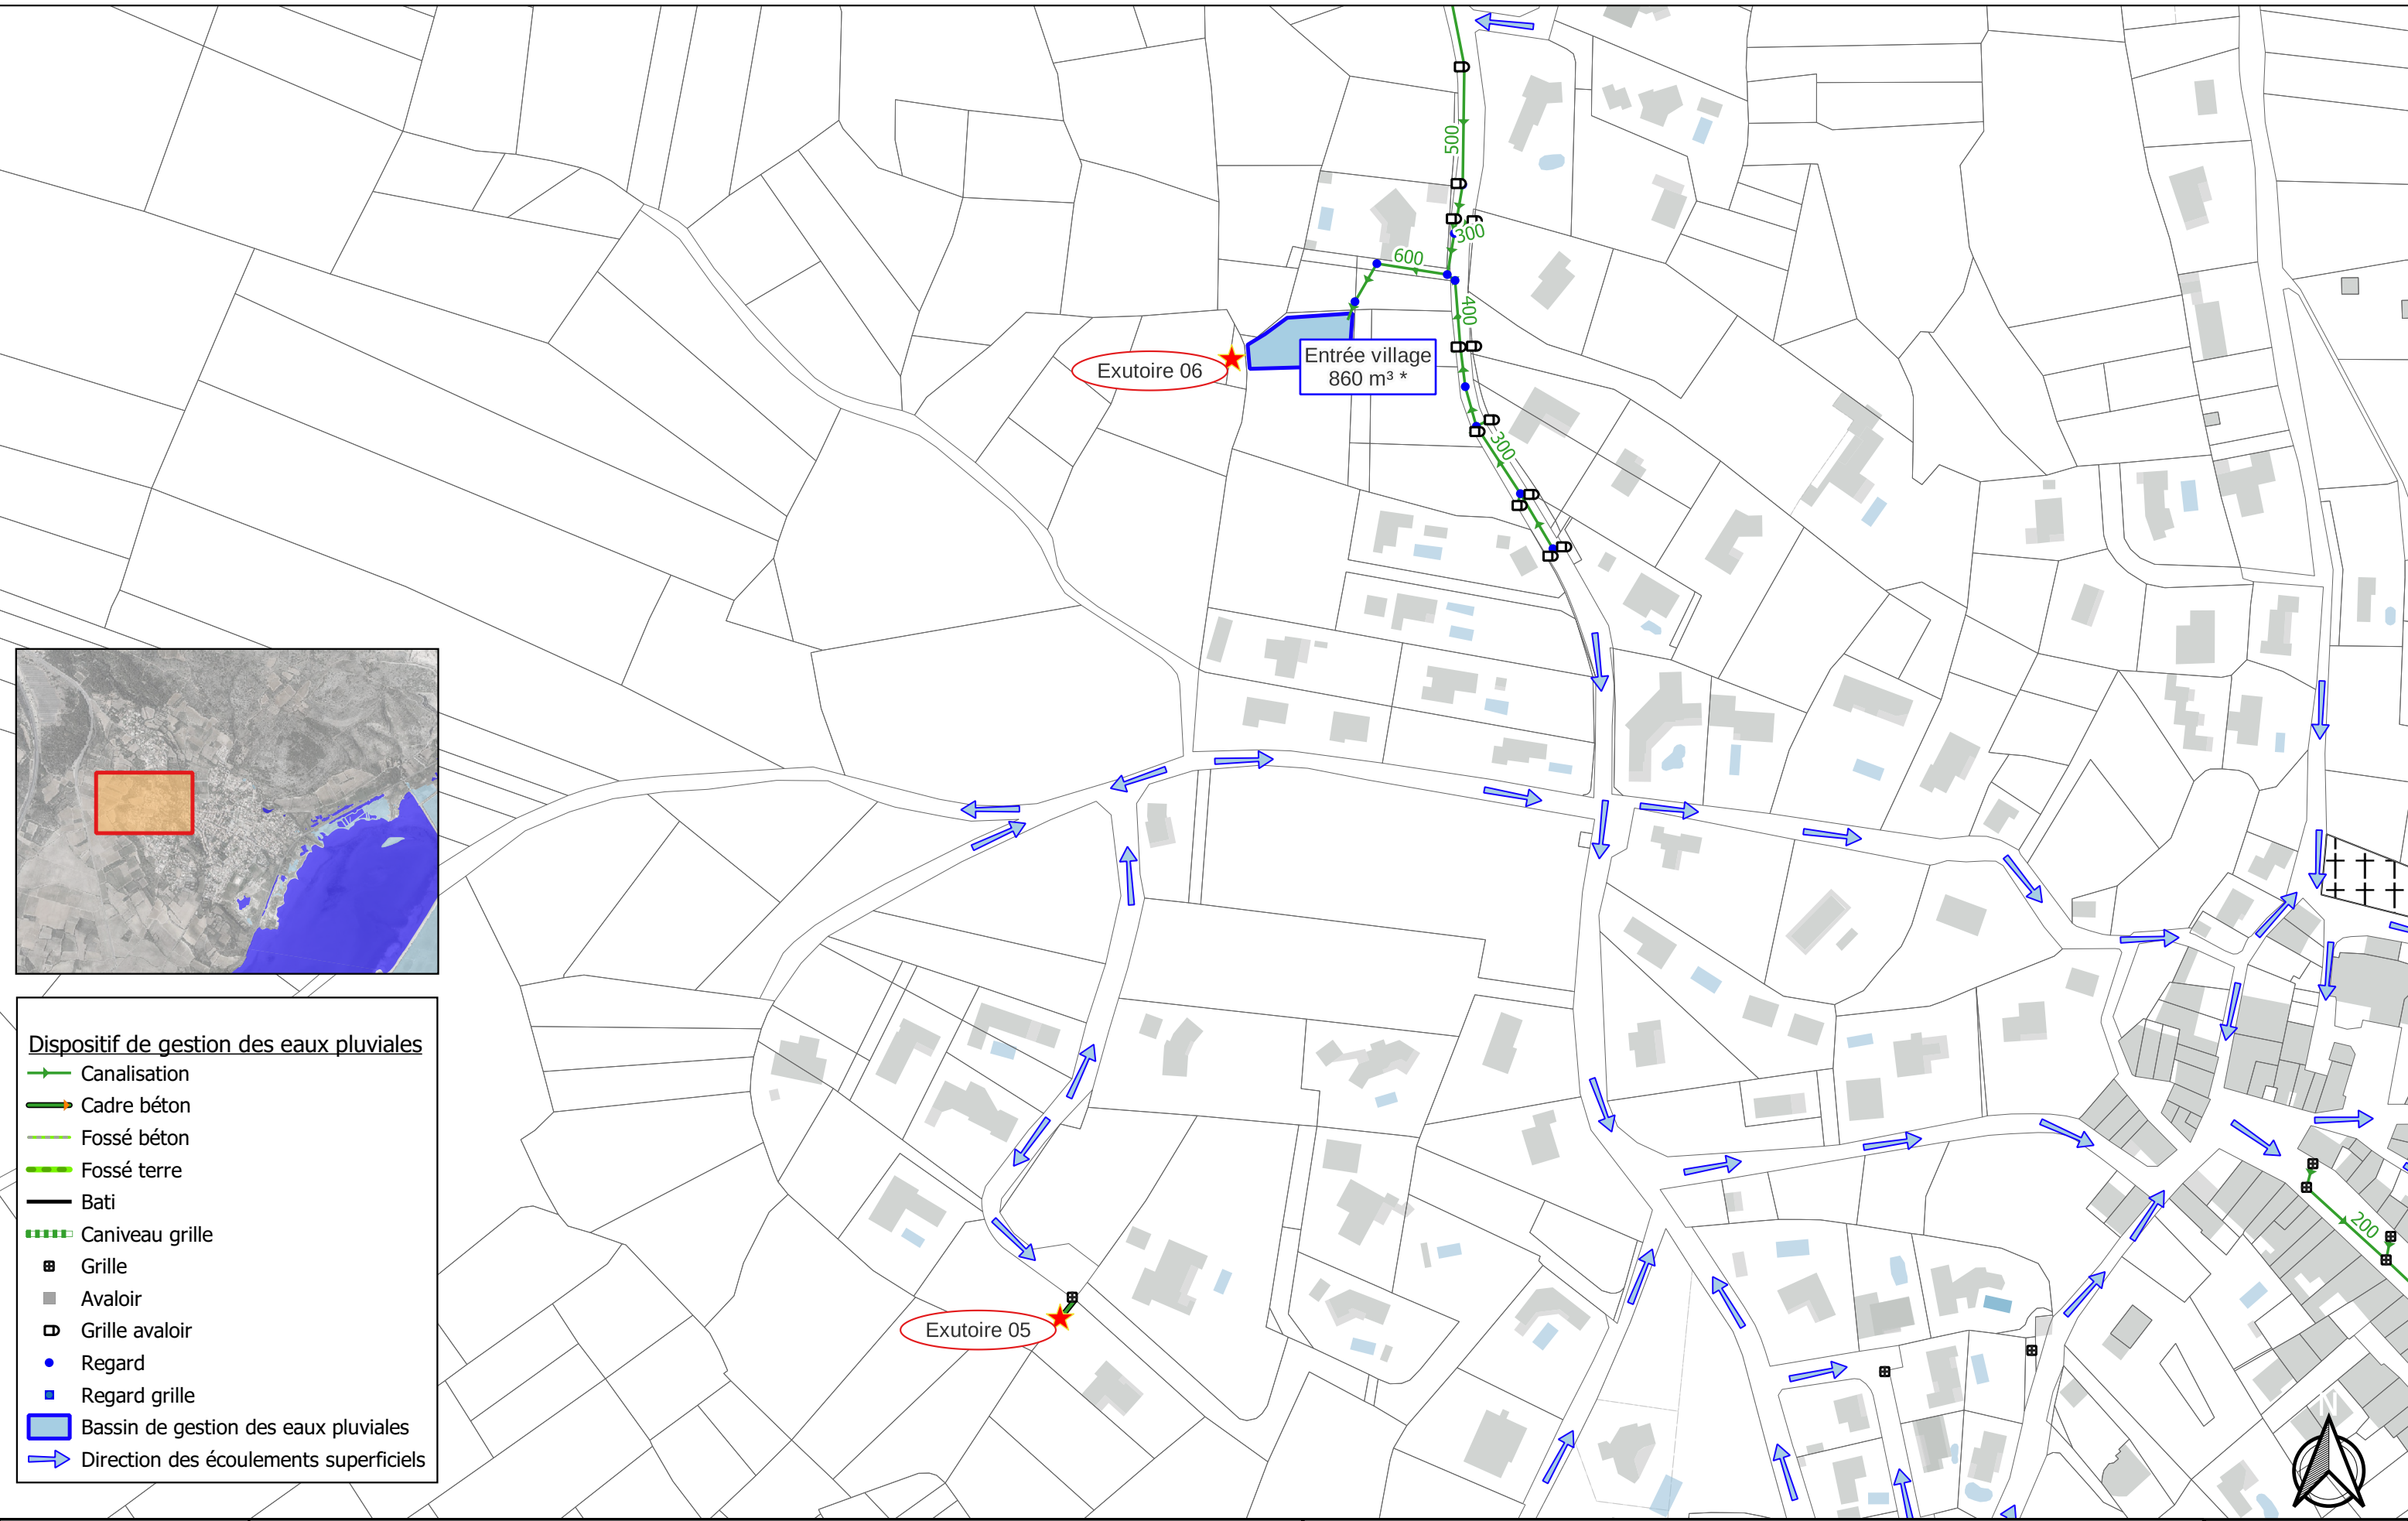 500
300
600
400
Entrée village
860 m³ *
Exutoire 06
300
Dispositif de gestion des eaux pluviales
Canalisation
Cadre béton
Fossé béton
Fossé terre
Bati
Caniveau grille
Grille
Avaloir
Grille avaloir
Regard
Regard grille
Bassin de gestion des eaux pluviales
Direction des écoulements superficiels
200
Exutoire 05
N